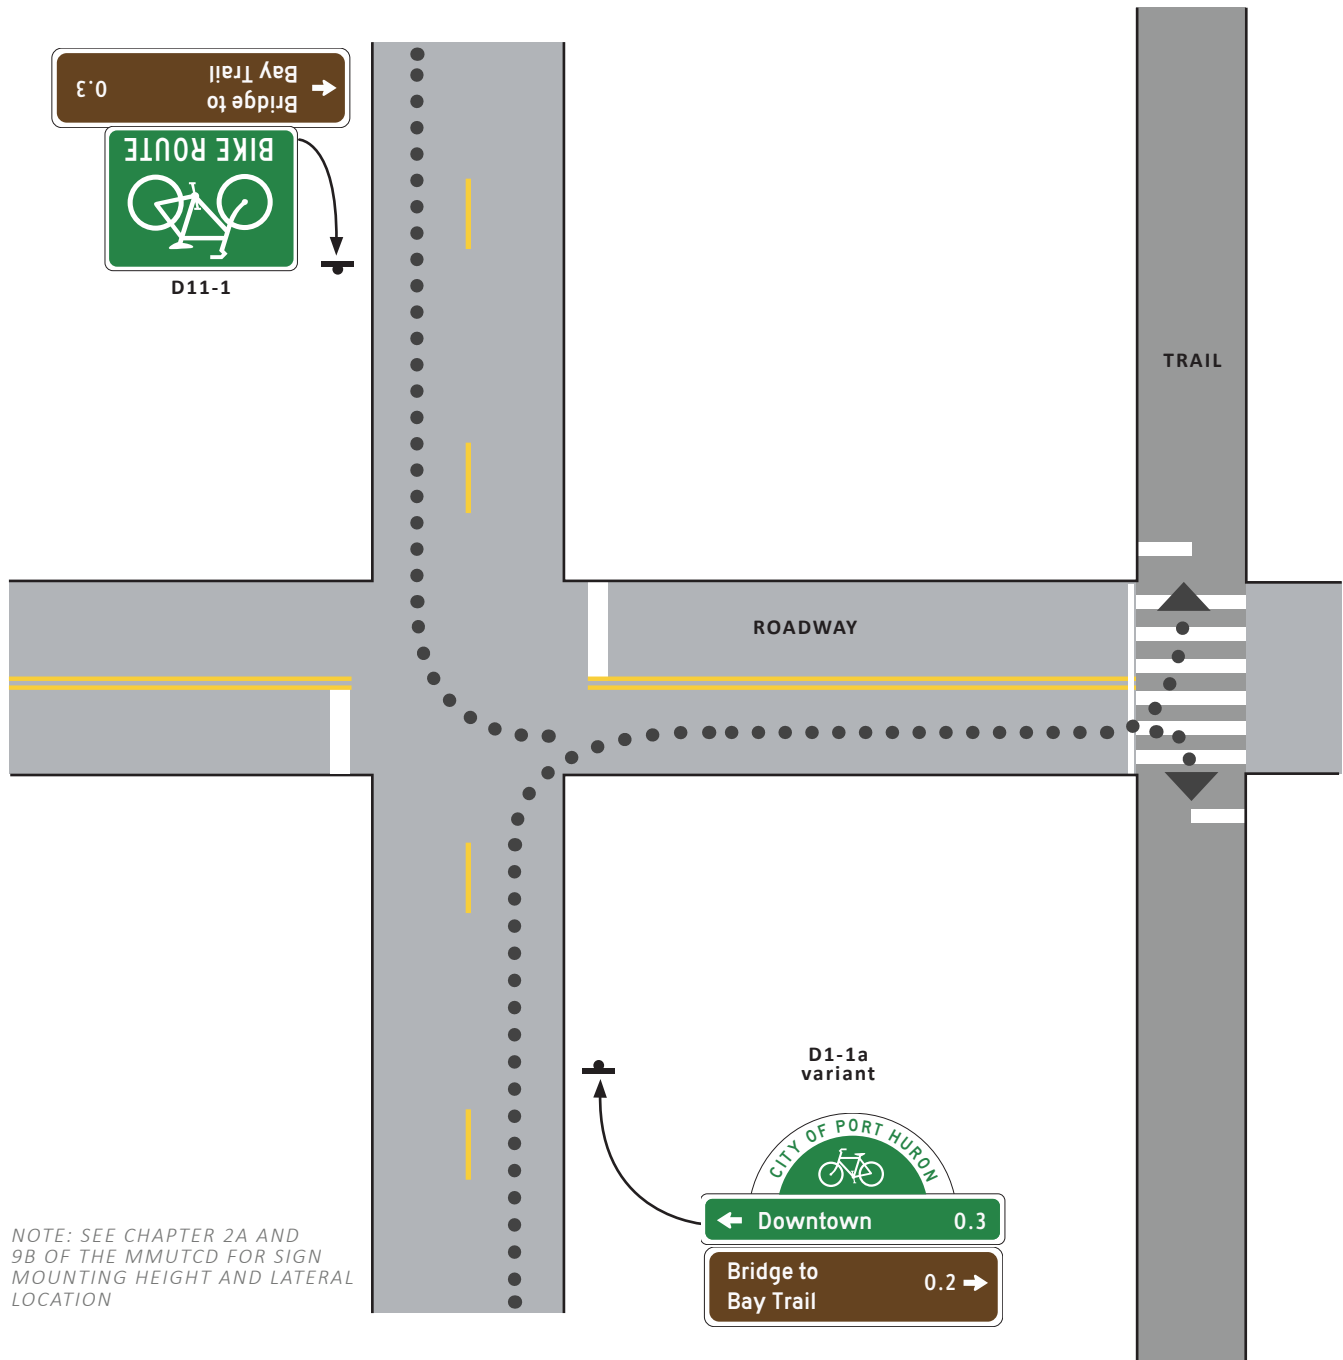 BIKE ROUTE
Bridge to
Bay Trail
0.3
D11-1
TRAIL
ROADWAY
D1-1a
variant
CITY OF PORT HURON
Downtown 0.3
Bridge to
Bay Trail
0.2
NOTE: SEE CHAPTER 2A AND
9B OF THE MMUTCD FOR SIGN
MOUNTING HEIGHT AND LATERAL
LOCATION